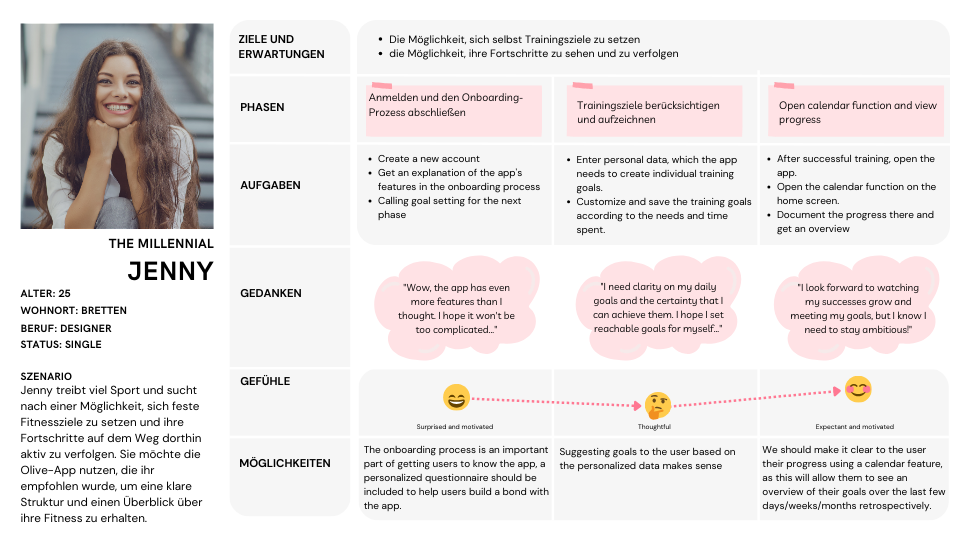 THE MILLENNIAL
JENNY
ALTER: 25
WOHNORT: BRETTEN
BERUF: DESIGNER
STATUS: SINGLE
SZENARIO
Jenny treibt viel Sport und sucht
nach einer Möglichkeit, sich feste
Fitnessziele zu setzen und ihre
Fortschritte auf dem Weg dorthin
aktiv zu verfolgen. Sie möchte die
Olive-App nutzen, die ihr
empfohlen wurde, um eine klare
Struktur und einen Überblick über
ihre Fitness zu erhalten.
ZIELE UND
ERWARTUNGEN
• Die Möglichkeit, sich selbst Trainingsziele zu setzen
• die Möglichkeit, ihre Fortschritte zu sehen und zu verfolgen
PHASEN
Anmelden und den Onboarding-
Prozess abschließen
Trainingsziele berücksichtigen
und aufzeichnen
Open calendar function and view
progress
AUFGABEN
• Create a new account
• Get an explanation of the app's
features in the onboarding process
• Calling goal setting for the next
phase
• Enter personal data, which the app
needs to create individual training
goals.
• Customize and save the training goals
according to the needs and time
spent.
• After successful training, open the
app.
• Open the calendar function on the
home screen.
• Document the progress there and
get an overview
GEDANKEN
"Wow, the app has even
more features than I
thought. I hope it won't be
too complicated..."
"I need clarity on my daily
goals and the certainty that I
can achieve them. I hope I set
reachable goals for myself..."
"I look forward to watching
my successes grow and
meeting my goals, but I know I
need to stay ambitious!"
GEFÜHLE
Surprised and motivated
Thoughtful
Expectant and motivated
MÖGLICHKEITEN
The onboarding process is an important
part of getting users to know the app, a
personalized questionnaire should be
included to help users build a bond with
the app.
Suggesting goals to the user based on
the personalized data makes sense
We should make it clear to the user
their progress using a calendar feature,
as this will allow them to see an
overview of their goals over the last few
days/weeks/months retrospectively.